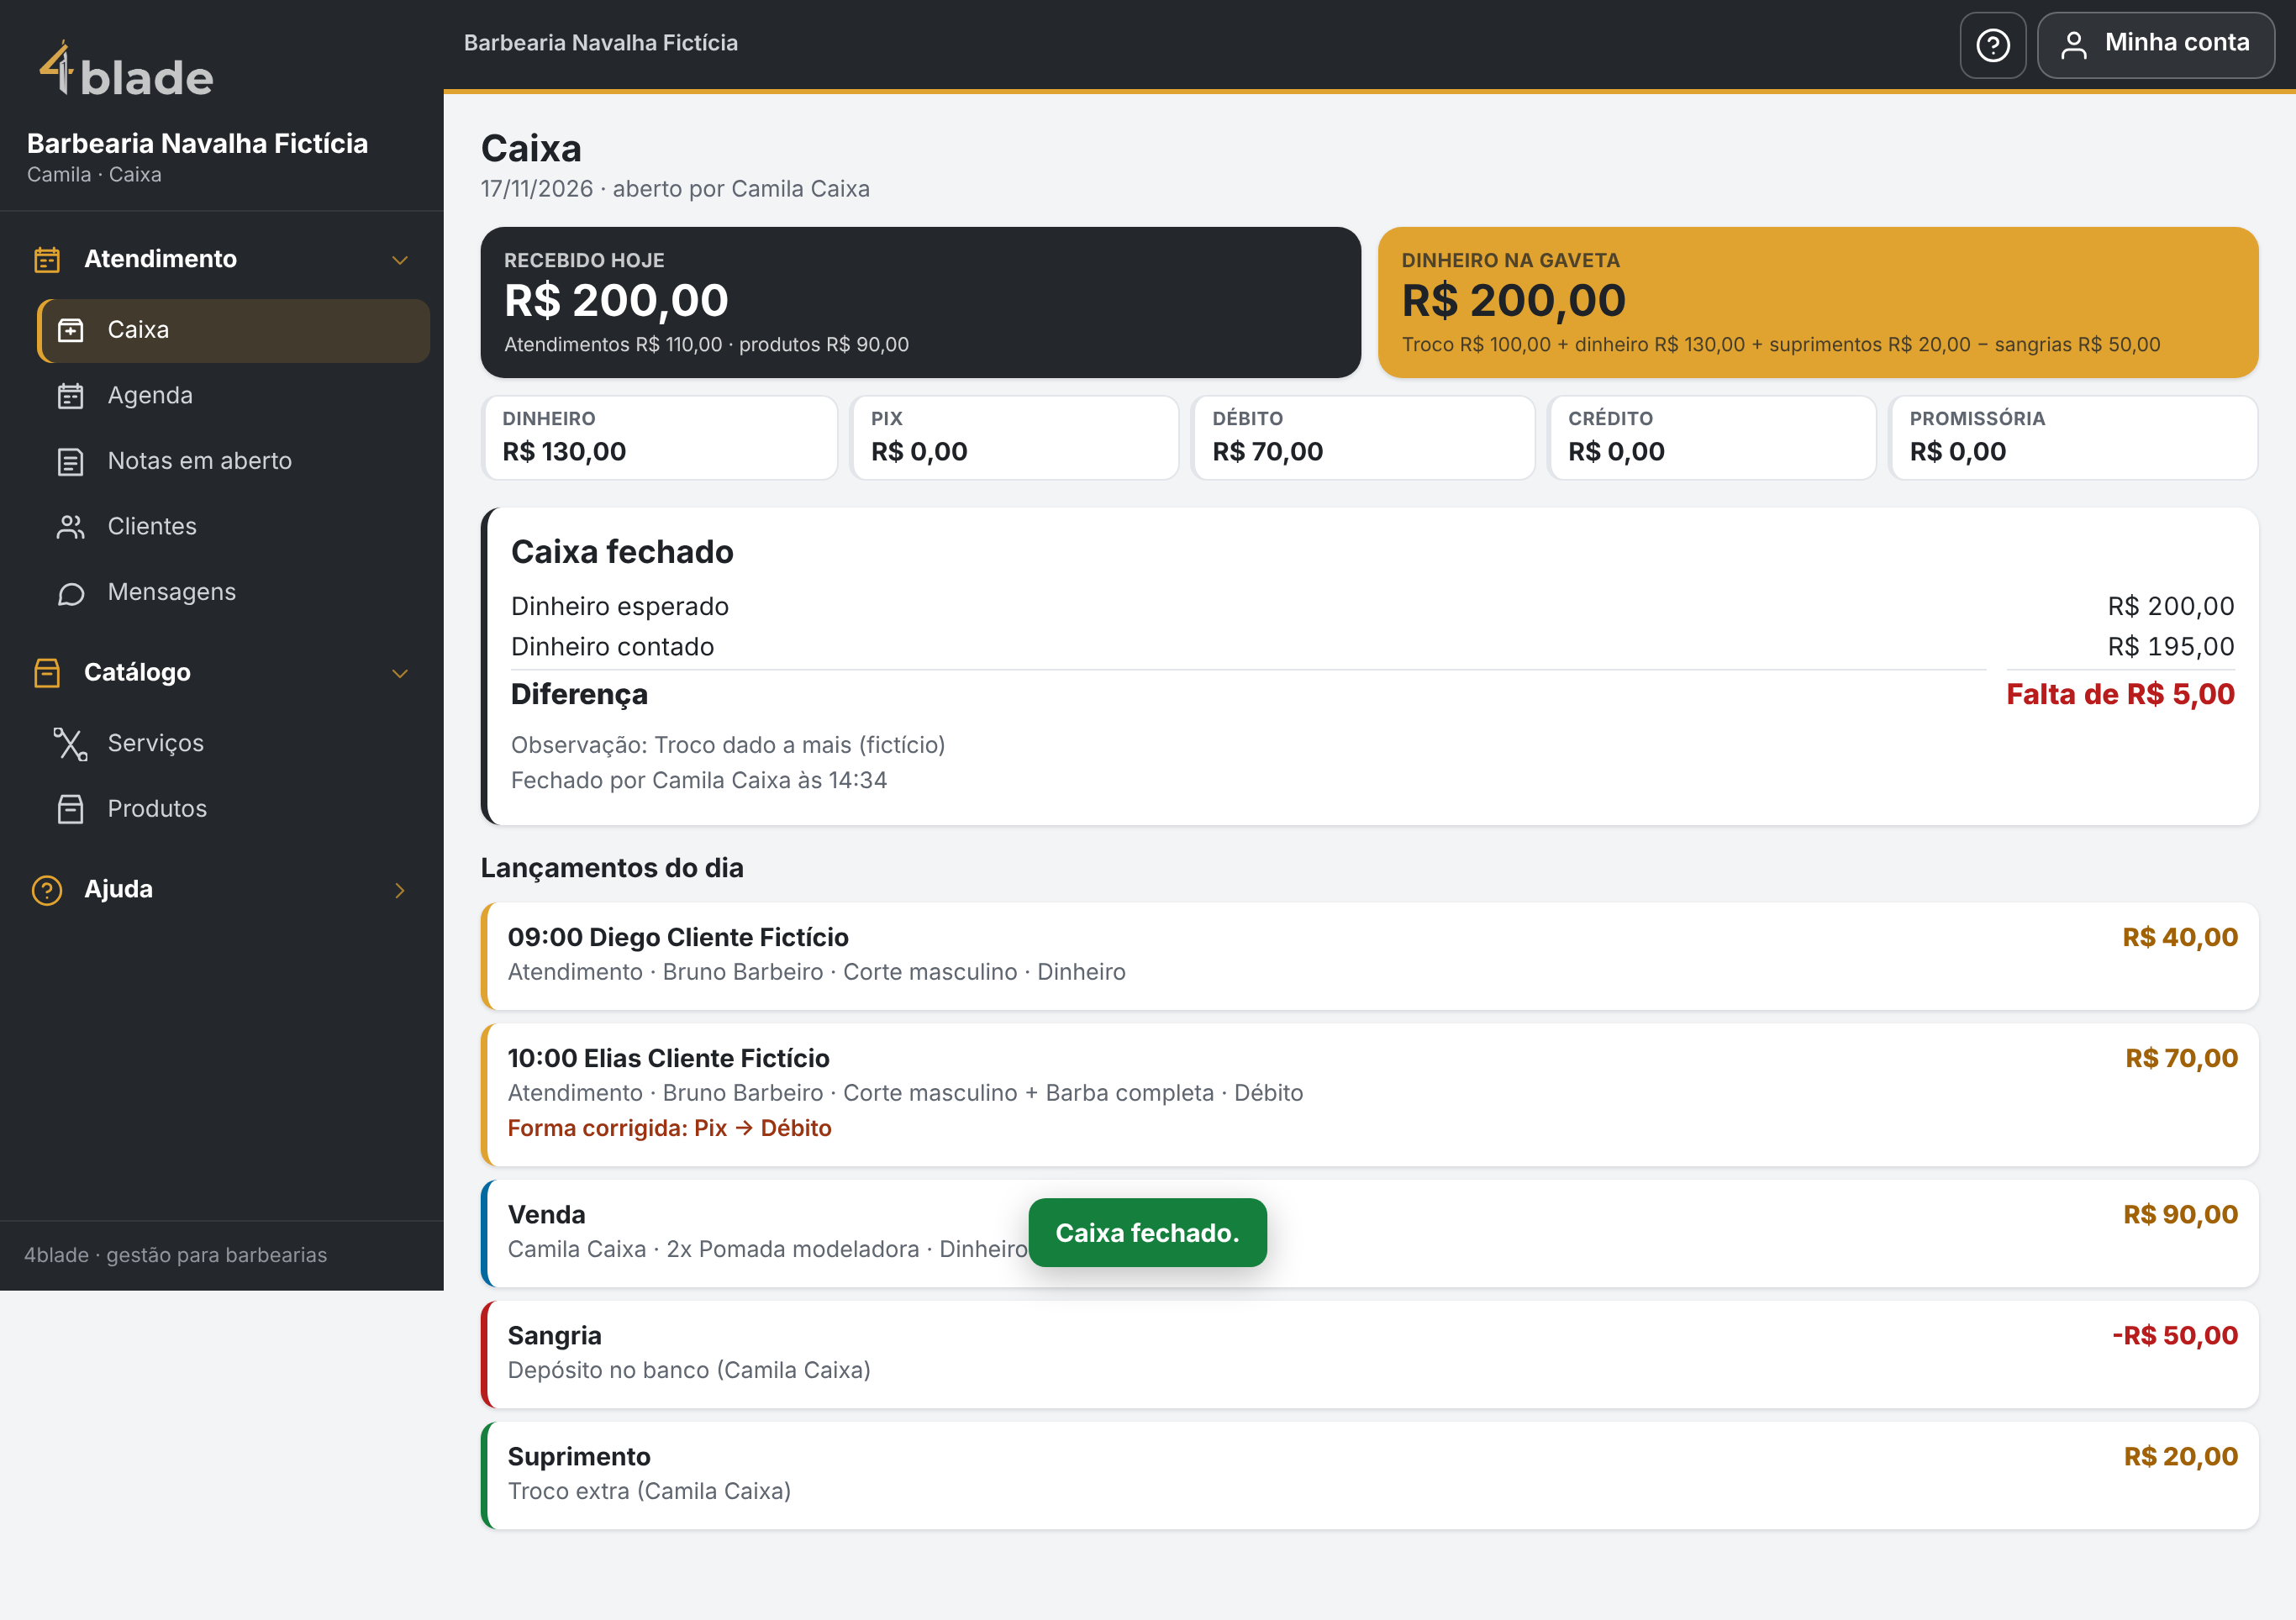 4blade
Barbearia Navalha Fictícia
Camila · Caixa
Atendimento
Caixa
Agenda
Notas em aberto
Clientes
Mensagens
Catálogo
Serviços
Produtos
Ajuda
4blade · gestão para barbearias
Barbearia Navalha Fictícia
Minha conta
Caixa
17/11/2026 · aberto por Camila Caixa
RECEBIDO HOJE
R$ 200,00
Atendimentos R$ 110,00 · produtos R$ 90,00
DINHEIRO NA GAVETA
R$ 200,00
Troco R$ 100,00 + dinheiro R$ 130,00 + suprimentos R$ 20,00 − sangrias R$ 50,00
DINHEIRO
R$ 130,00
PIX
R$ 0,00
DÉBITO
R$ 70,00
CRÉDITO
R$ 0,00
PROMISSÓRIA
R$ 0,00
Caixa fechado
Dinheiro esperado R$ 200,00
Dinheiro contado R$ 195,00
Diferença Falta de R$ 5,00
Observação: Troco dado a mais (fictício)
Fechado por Camila Caixa às 14:34
Lançamentos do dia
09:00 Diego Cliente Fictício R$ 40,00
Atendimento · Bruno Barbeiro · Corte masculino · Dinheiro
10:00 Elias Cliente Fictício R$ 70,00
Atendimento · Bruno Barbeiro · Corte masculino + Barba completa · Débito
Forma corrigida: Pix → Débito
Venda R$ 90,00
Camila Caixa · 2x Pomada modeladora · Dinheiro
Caixa fechado.
Sangria -R$ 50,00
Depósito no banco (Camila Caixa)
Suprimento R$ 20,00
Troco extra (Camila Caixa)